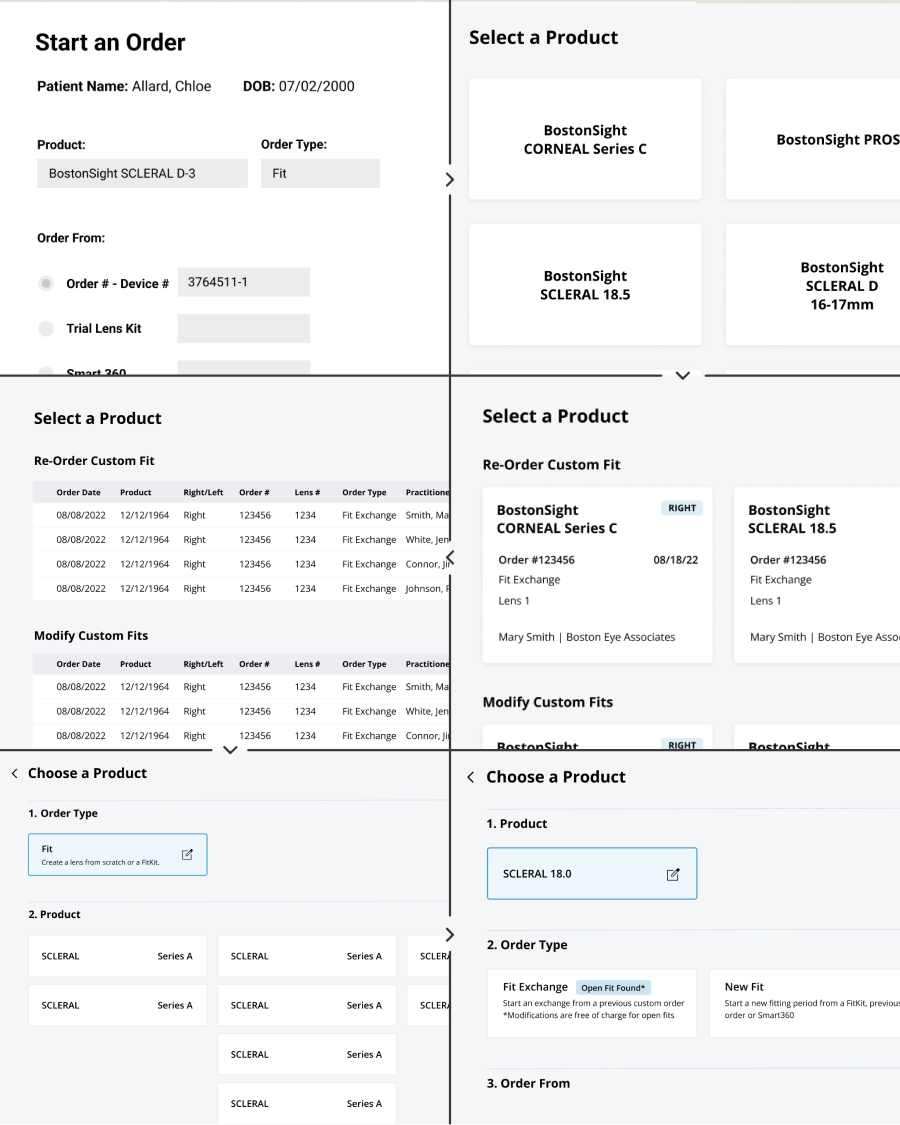 Start an Order
Patient Name: Allard, Chloe DOB: 07/02/2000
Product: Order Type:
BostonSight SCLERAL D-3 Fit
Order From:
Order # - Device # 3764511-1
Trial Lens Kit
Smart 360
Select a Product
BostonSight
CORNEAL Series C
BostonSight PROS
BostonSight
SCLERAL 18.5
BostonSight
SCLERAL D
16-17mm
Select a Product
Re-Order Custom Fit
Order Date Product Right/Left Order # Lens # Order Type Practitione
08/08/2022 12/12/1964 Right 123456 1234 Fit Exchange Smith, Ma
08/08/2022 12/12/1964 Right 123456 1234 Fit Exchange White, Jen
08/08/2022 12/12/1964 Right 123456 1234 Fit Exchange Connor, Ji
08/08/2022 12/12/1964 Right 123456 1234 Fit Exchange Johnson,
Modify Custom Fits
Order Date Product Right/Left Order # Lens # Order Type Practitione
08/08/2022 12/12/1964 Right 123456 1234 Fit Exchange Smith, Ma
08/08/2022 12/12/1964 Right 123456 1234 Fit Exchange White, Jen
08/08/2022 12/12/1964 Right 123456 1234 Fit Exchange Connor, Ji
Select a Product
Re-Order Custom Fit
BostonSight RIGHT
CORNEAL Series C
Order #123456 08/18/22
Fit Exchange
Lens 1
Mary Smith | Boston Eye Associates
BostonSight
SCLERAL 18.5
Order #123456
Fit Exchange
Lens 1
Mary Smith | Boston Eye Asso
Modify Custom Fits
BostonSight RIGHT
BostonSight
Choose a Product
1. Order Type
Fit
Create a lens from scratch or a FitKit.
2. Product
SCLERAL Series A SCLERAL Series A SCLERA
SCLERAL Series A SCLERAL Series A SCLERA
SCLERAL Series A
SCLERAL Series A
Choose a Product
1. Product
SCLERAL 18.0
2. Order Type
Fit Exchange Open Fit Found*
Start an exchange from a previous custom order
*Modifications are free of charge for open fits
New Fit
Start a new fitting period from a FitKit, previous
order or Smart360
3. Order From